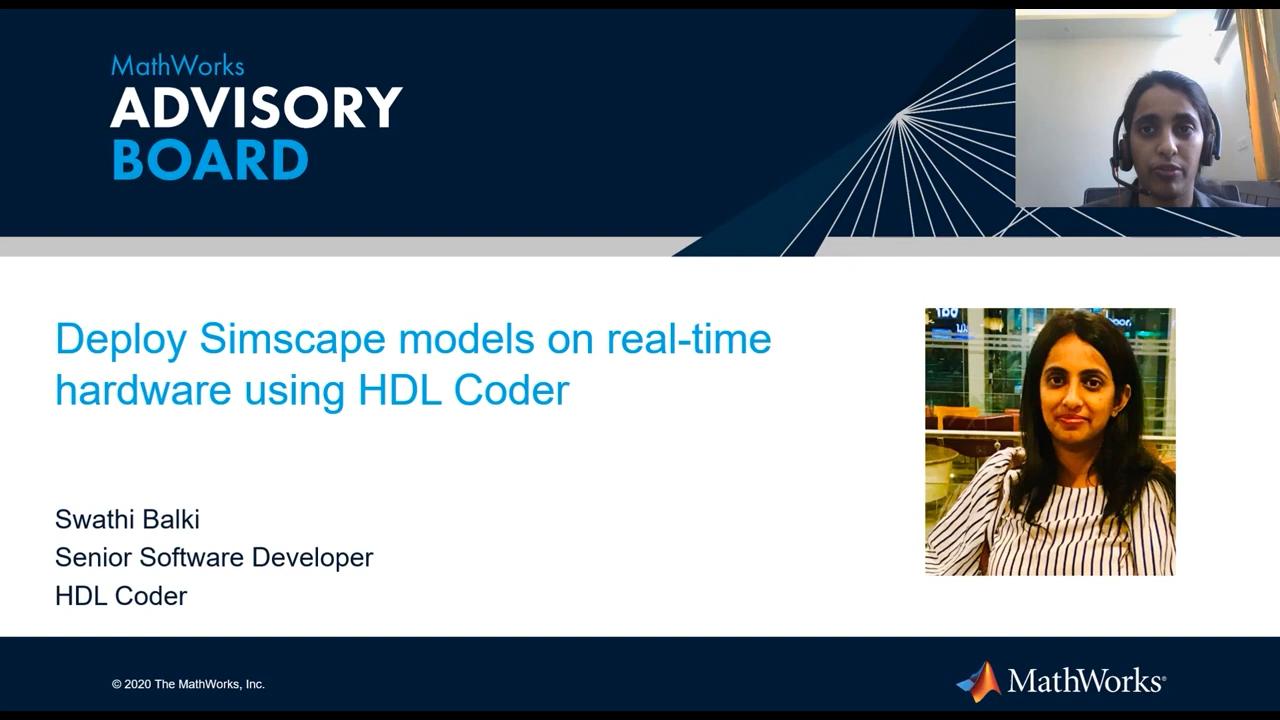 MathWorks
ADVISORY
BOARD
Deploy Simscape models on real-time
hardware using HDL Coder
Swathi Balki
Senior Software Developer
HDL Coder
© 2020 The MathWorks, Inc.
MathWorks®